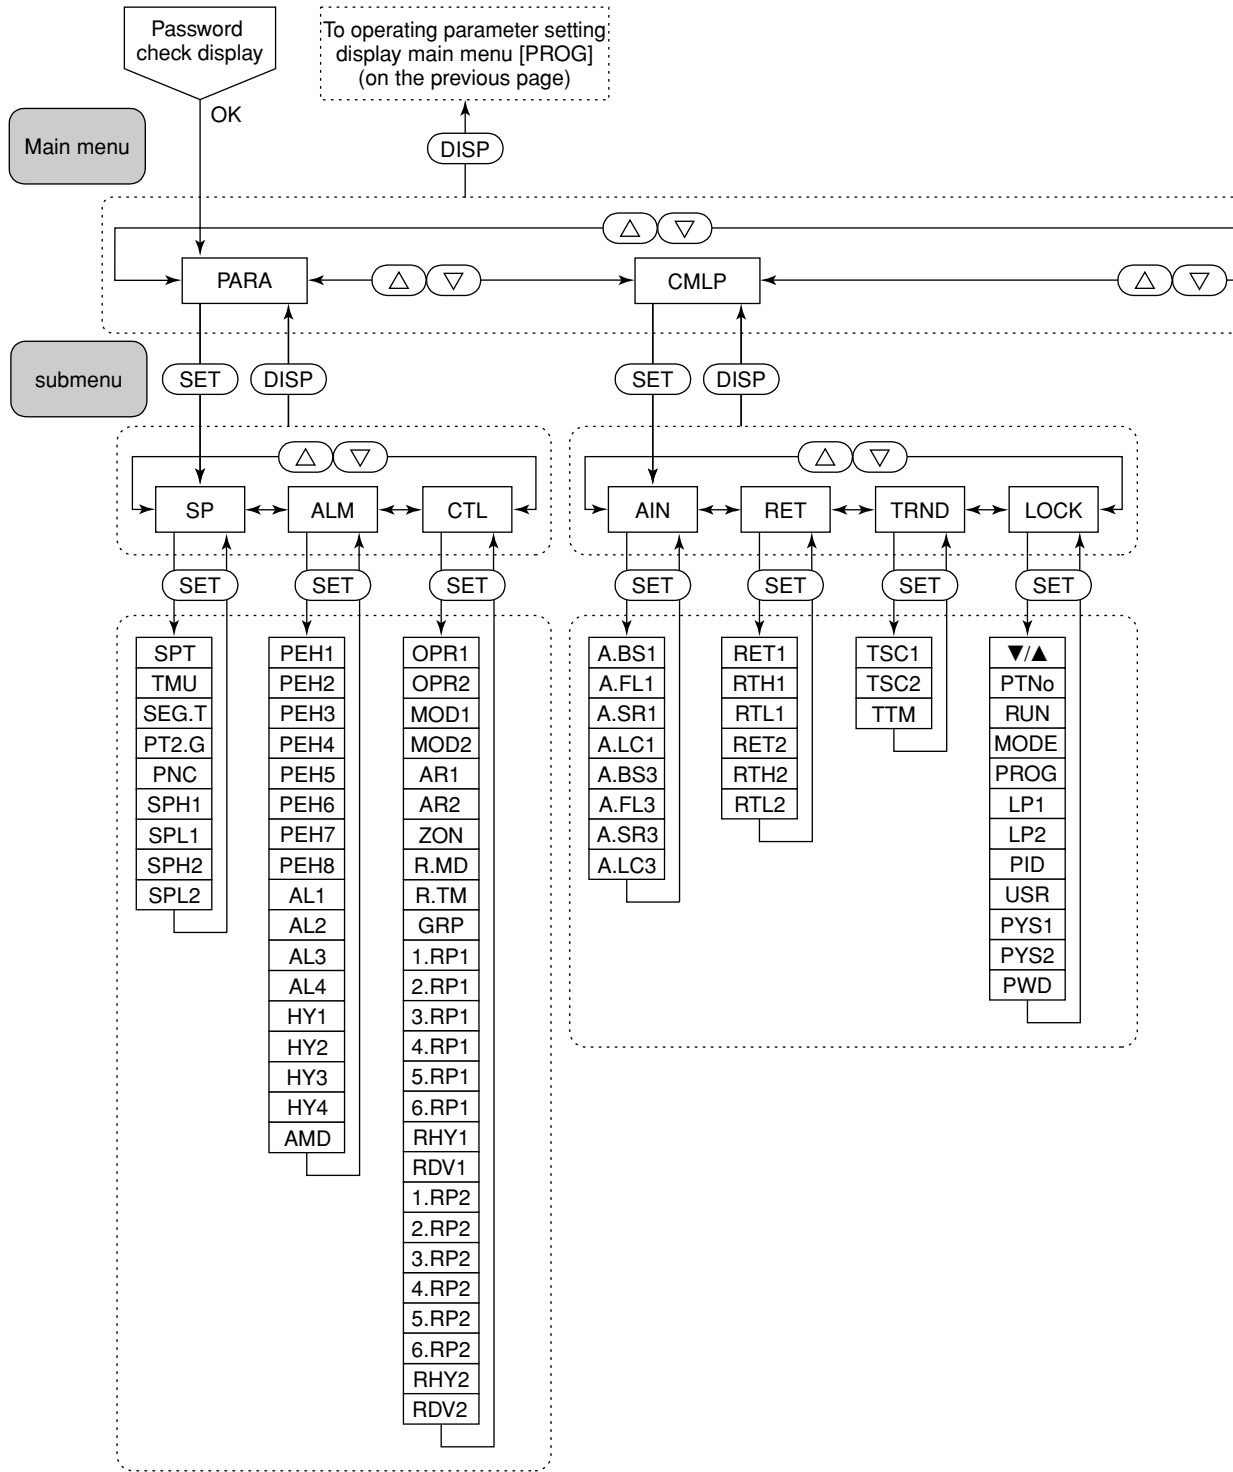 Password
check display
To operating parameter setting
display main menu [PROG]
(on the previous page)
OK
Main menu
DISP
△ ▽
PARA
△ ▽
CMLP
△ ▽
submenu
SET
DISP
SET
DISP
△ ▽
△ ▽
SP
ALM
CTL
AIN
RET
TRND
LOCK
SET
SET
SET
SET
SET
SET
SET
SPT
TMU
SEG.T
PT2.G
PNC
SPH1
SPL1
SPH2
SPL2
PEH1
PEH2
PEH3
PEH4
PEH5
PEH6
PEH7
PEH8
AL1
AL2
AL3
AL4
HY1
HY2
HY3
HY4
AMD
OPR1
OPR2
MOD1
MOD2
AR1
AR2
ZON
R.MD
R.TM
GRP
1.RP1
2.RP1
3.RP1
4.RP1
5.RP1
6.RP1
RHY1
RDV1
1.RP2
2.RP2
3.RP2
4.RP2
5.RP2
6.RP2
RHY2
RDV2
A.BS1
A.FL1
A.SR1
A.LC1
A.BS3
A.FL3
A.SR3
A.LC3
RET1
RTH1
RTL1
RET2
RTH2
RTL2
TSC1
TSC2
TTM
▼/▲
PTNo
RUN
MODE
PROG
LP1
LP2
PID
USR
PYS1
PYS2
PWD